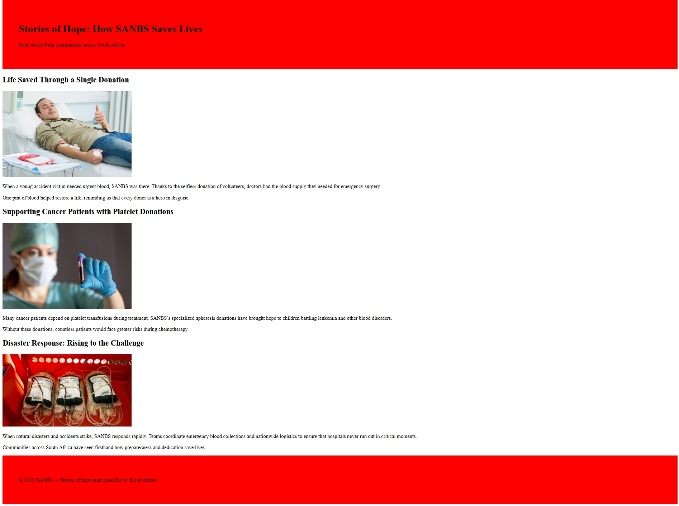 Stories of Hope: How SANBS Saves Lives
Real stories from communities across South Africa
Life Saved Through a Single Donation
When a young accident victim needed urgent blood, SANBS was there. Thanks to the selfless donation of volunteers, doctors had the blood supply they needed for emergency surgery.
One pint of blood helped restore a life, reminding us that every donor is a hero in disguise.
Supporting Cancer Patients with Platelet Donations
Many cancer patients depend on platelet transfusions during treatment. SANBS's specialized apheresis donations have brought hope to children battling leukemia and other blood disorders.
Without these donations, countless patients would face greater risks during chemotherapy.
Disaster Response: Rising to the Challenge
When natural disasters and accidents strike, SANBS responds rapidly. Teams coordinate emergency blood collections and nationwide logistics to ensure that hospitals never run out in critical moments.
Communities across South Africa have seen firsthand how preparedness and dedication save lives.
SANBS — Stories of hope made possible by blood donors